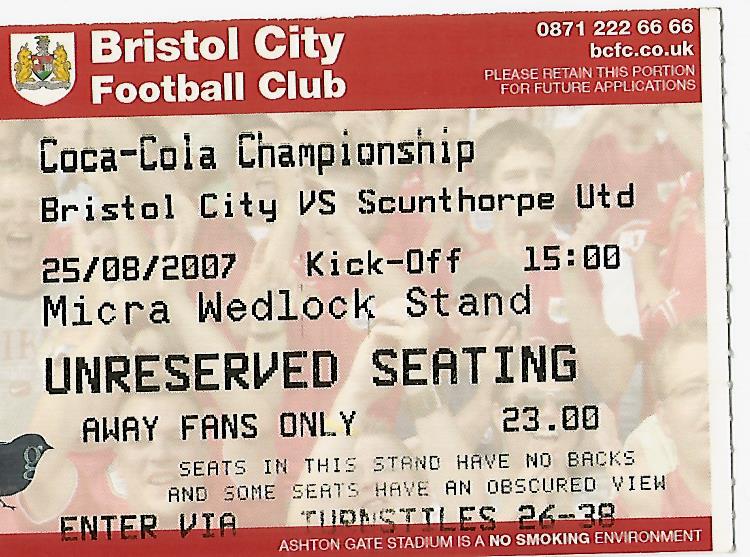 Bristol City
Football Club
0871 222 66 66
bcfc.co.uk
PLEASE RETAIN THIS PORTION
FOR FUTURE APPLICATIONS
Coca-Cola Championship
Bristol City VS Scunthorpe Utd
25/08/2007 Kick-Off 15:00
Micra Wedlock Stand
UNRESERVED SEATING
AWAY FANS ONLY 23.00
g
SEATS IN THIS STAND HAVE NO BACKS
AND SOME SEATS HAVE AN OBSCURED VIEW
ENTER VIA TURNSTILES 26-38
ASHTON GATE STADIUM IS A NO SMOKING ENVIRONMENT